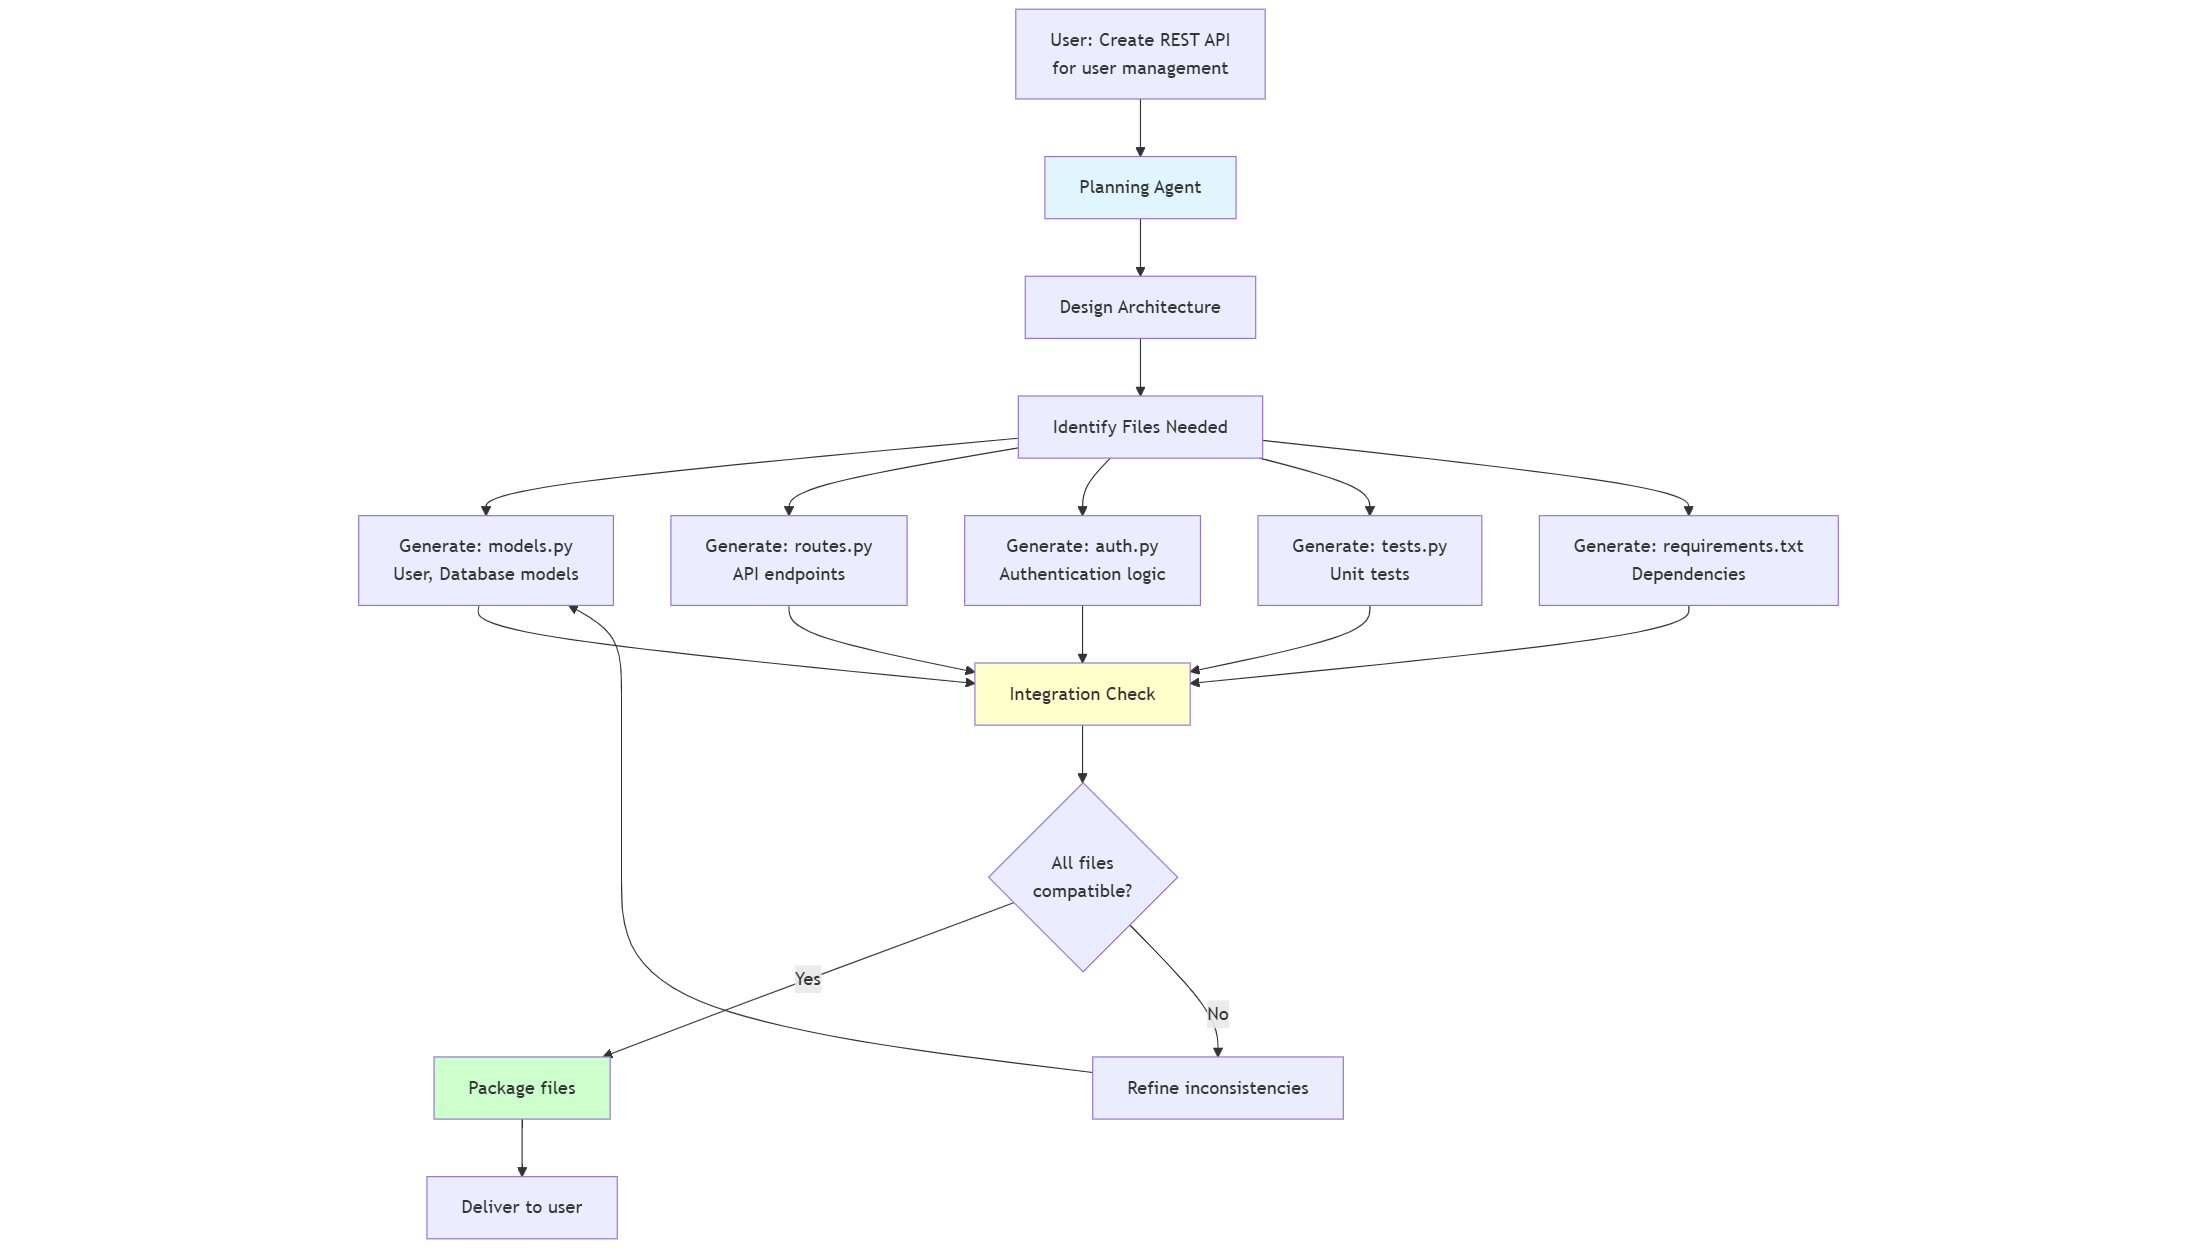 User: Create REST API
for user management
Planning Agent
Design Architecture
Identify Files Needed
Generate: models.py
User, Database models
Generate: routes.py
API endpoints
Generate: auth.py
Authentication logic
Generate: tests.py
Unit tests
Generate: requirements.txt
Dependencies
Integration Check
All files
compatible?
Yes
No
Package files
Refine inconsistencies
Deliver to user